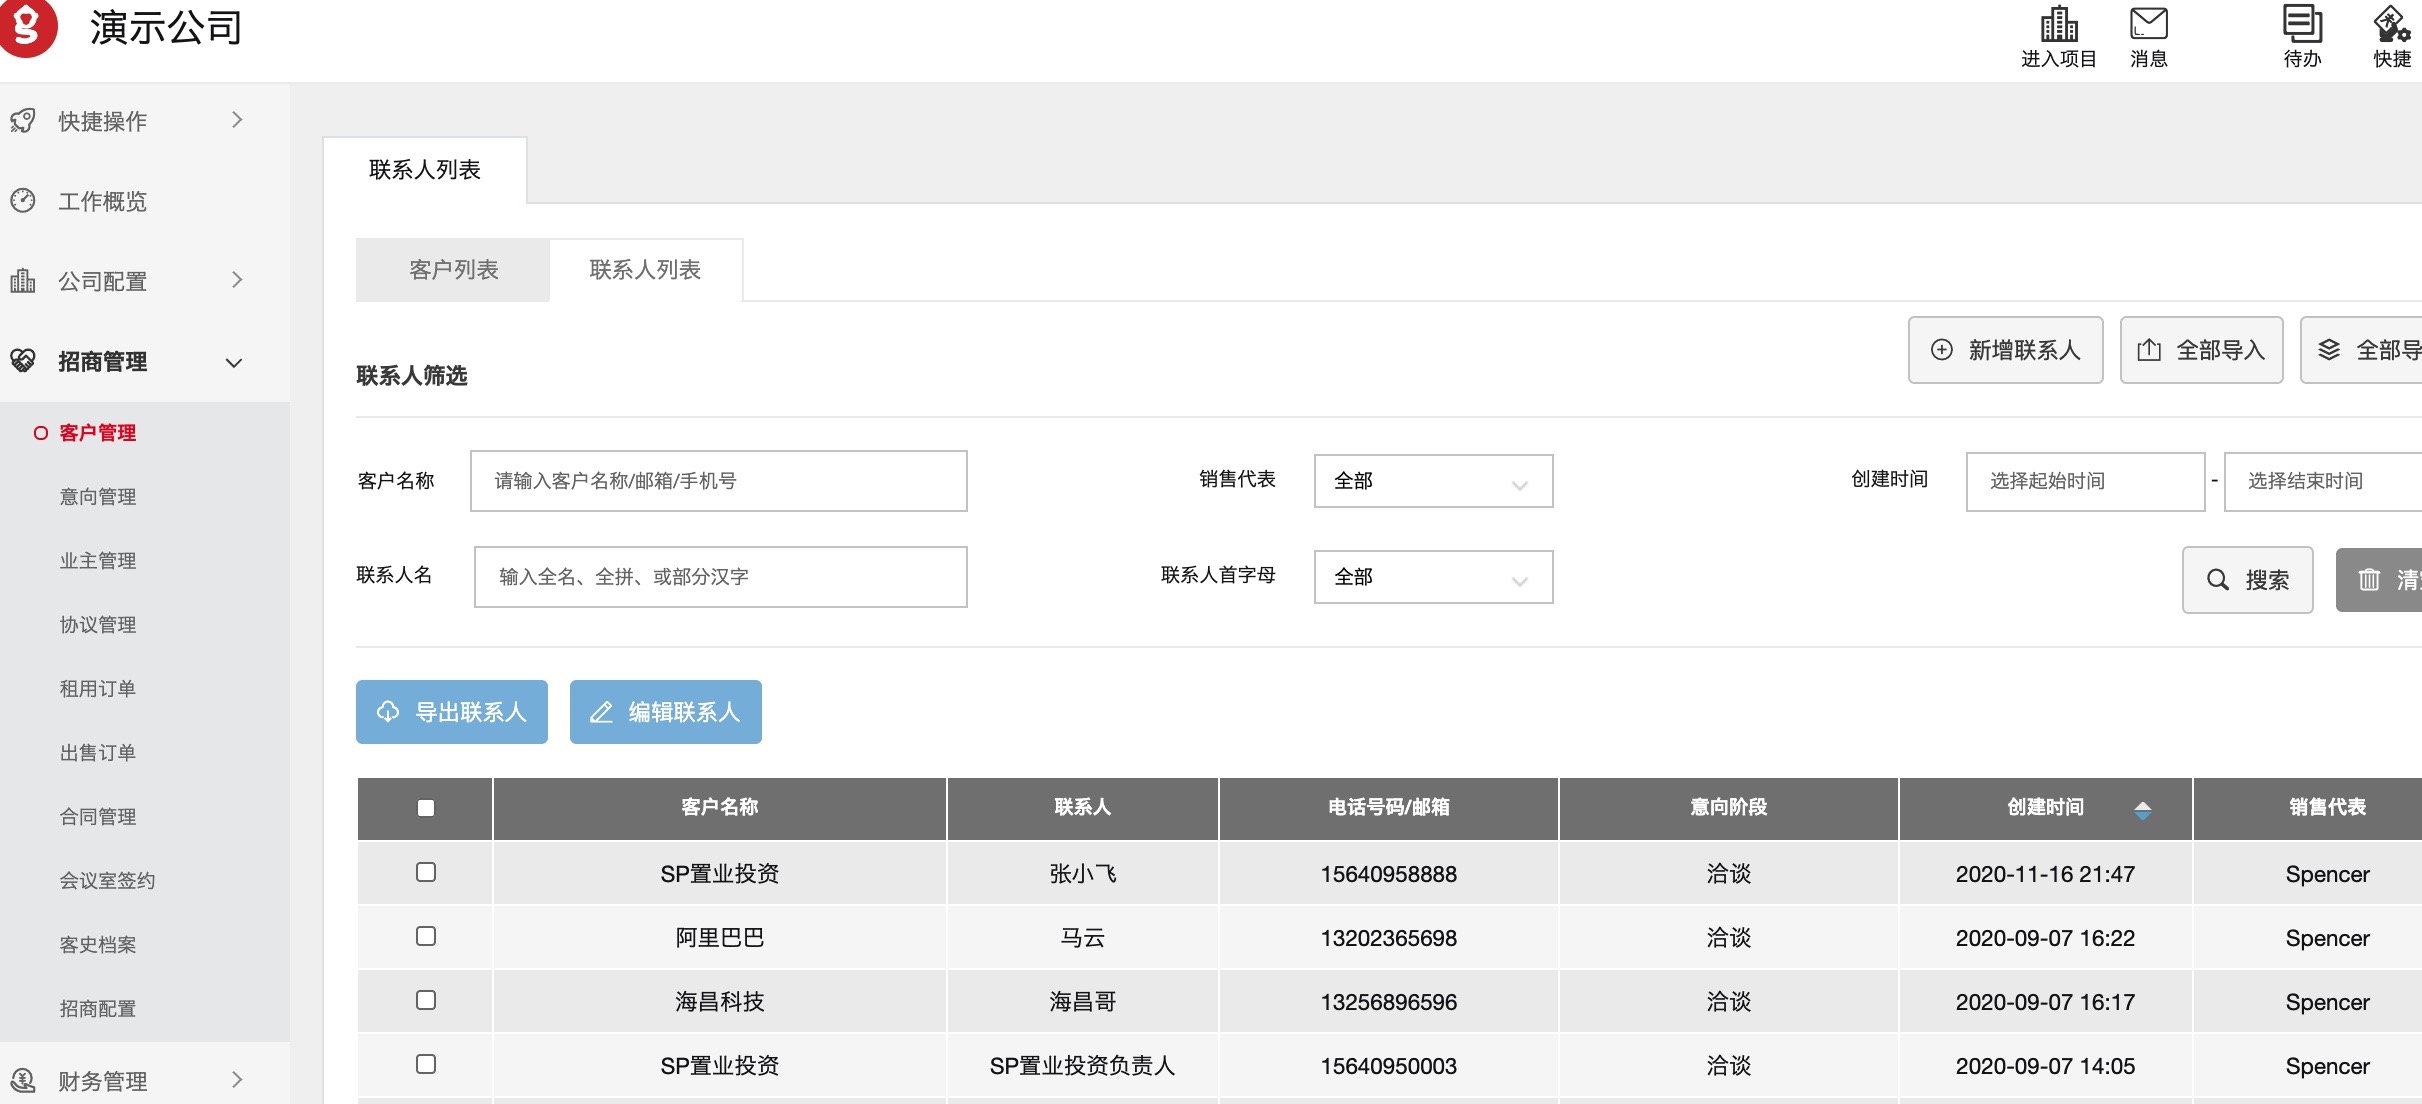 演示公司
进入项目 消息 待办 快捷
快捷操作
工作概览
公司配置
招商管理
客户管理
意向管理
业主管理
协议管理
租用订单
出售订单
合同管理
会议室签约
客史档案
招商配置
财务管理
联系人列表
客户列表 联系人列表
新增联系人 全部导入 全部导
联系人筛选
客户名称 请输入客户名称/邮箱/手机号 销售代表 全部 创建时间 选择起始时间 - 选择结束时间
联系人名 输入全名、全拼、或部分汉字 联系人首字母 全部 搜索 清
导出联系人 编辑联系人
客户名称 联系人 电话号码/邮箱 意向阶段 创建时间 销售代表
SP置业投资 张小飞 15640958888 洽谈 2020-11-16 21:47 Spencer
阿里巴巴 马云 13202365698 洽谈 2020-09-07 16:22 Spencer
海昌科技 海昌哥 13256896596 洽谈 2020-09-07 16:17 Spencer
SP置业投资 SP置业投资负责人 15640950003 洽谈 2020-09-07 14:05 Spencer